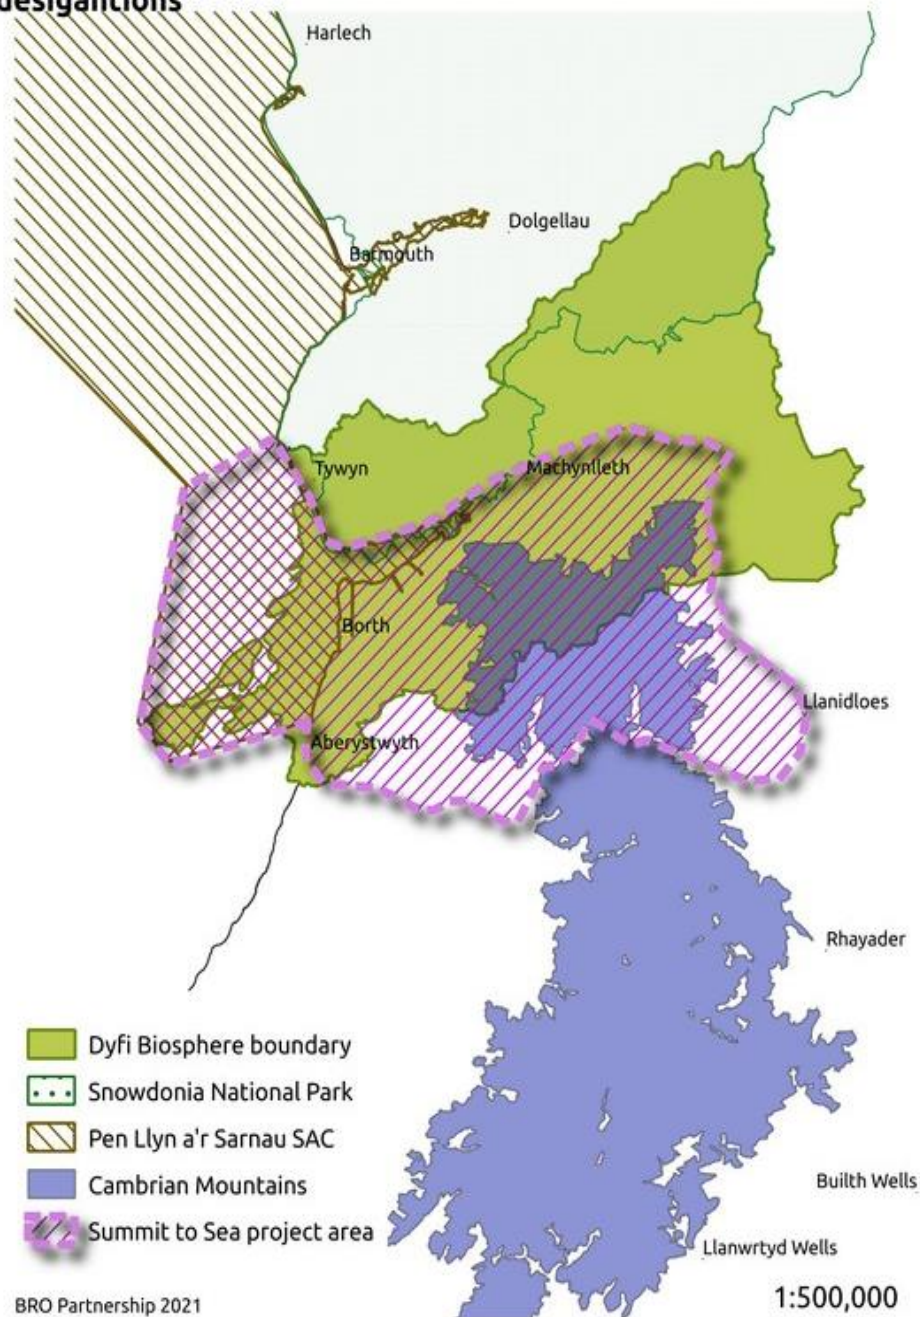 desigantions
Harlech
Dolgellau
Barmouth
Tywyn
Machynlleth
Borth
Llanidloes
Aberystwyth
Rhayader
Dyfi Biosphere boundary
Snowdonia National Park
Pen Llyn a'r Sarnau SAC
Cambrian Mountains
Builth Wells
Summit to Sea project area
Llanwrtyd Wells
BRO Partnership 2021
1:500,000